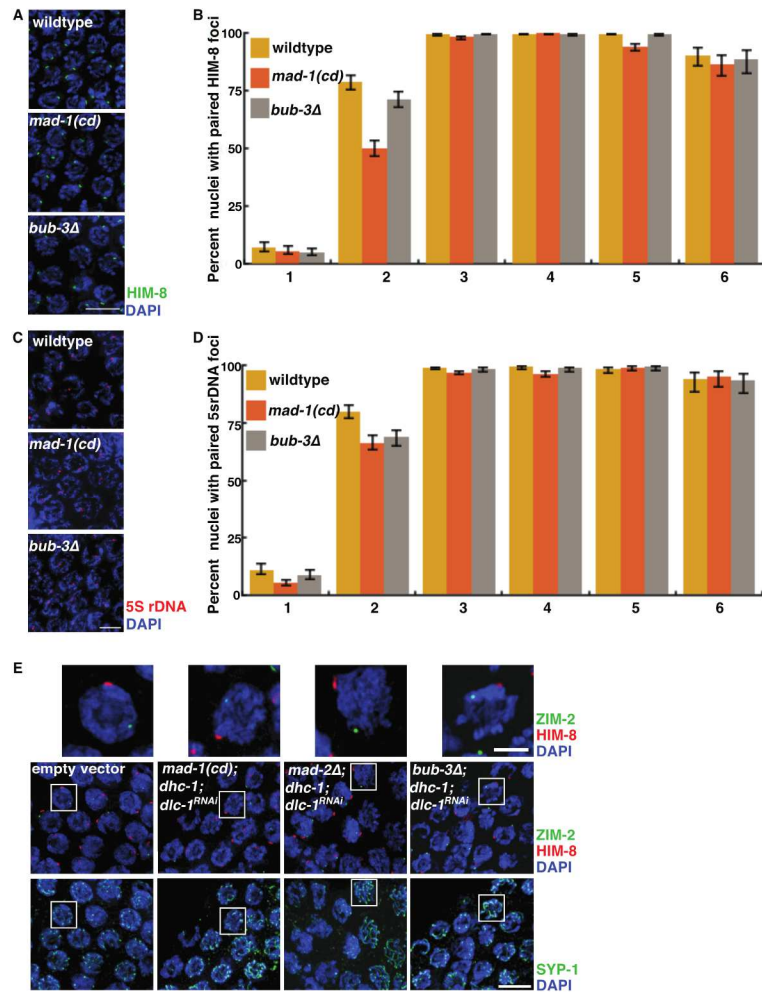 A
wildtype
mad-1(cd)
bub-3Δ
HIM-8
DAPI
B
Percent nuclei with paired HIM-8 foci
100
75
50
25
0
wildtype
mad-1(cd)
bub-3Δ
1 2 3 4 5 6
C
wildtype
mad-1(cd)
bub-3Δ
5S rDNA
DAPI
D
Percent nuclei with paired 5srDNA foci
100
75
50
25
0
wildtype
mad-1(cd)
bub-3Δ
1 2 3 4 5 6
E
ZIM-2
HIM-8
DAPI
empty vector
mad-1(cd);
dhc-1;
dlc-1RNAi
mad-2Δ;
dhc-1;
dlc-1RNAi
bub-3Δ;
dhc-1;
dlc-1RNAi
ZIM-2
HIM-8
DAPI
SYP-1
DAPI